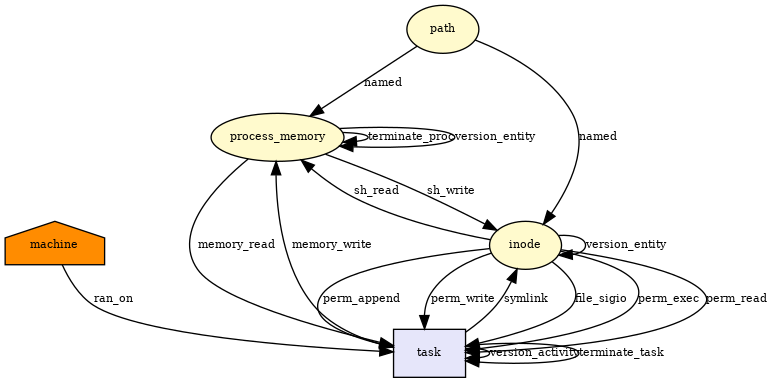 path
named
named
process_memory
terminate_proc
version_entity
sh_read
sh_write
machine
memory_read
memory_write
inode
version_entity
ran_on
perm_append
perm_write
symlink
file_sigio
perm_exec
perm_read
task
version_activity
terminate_task